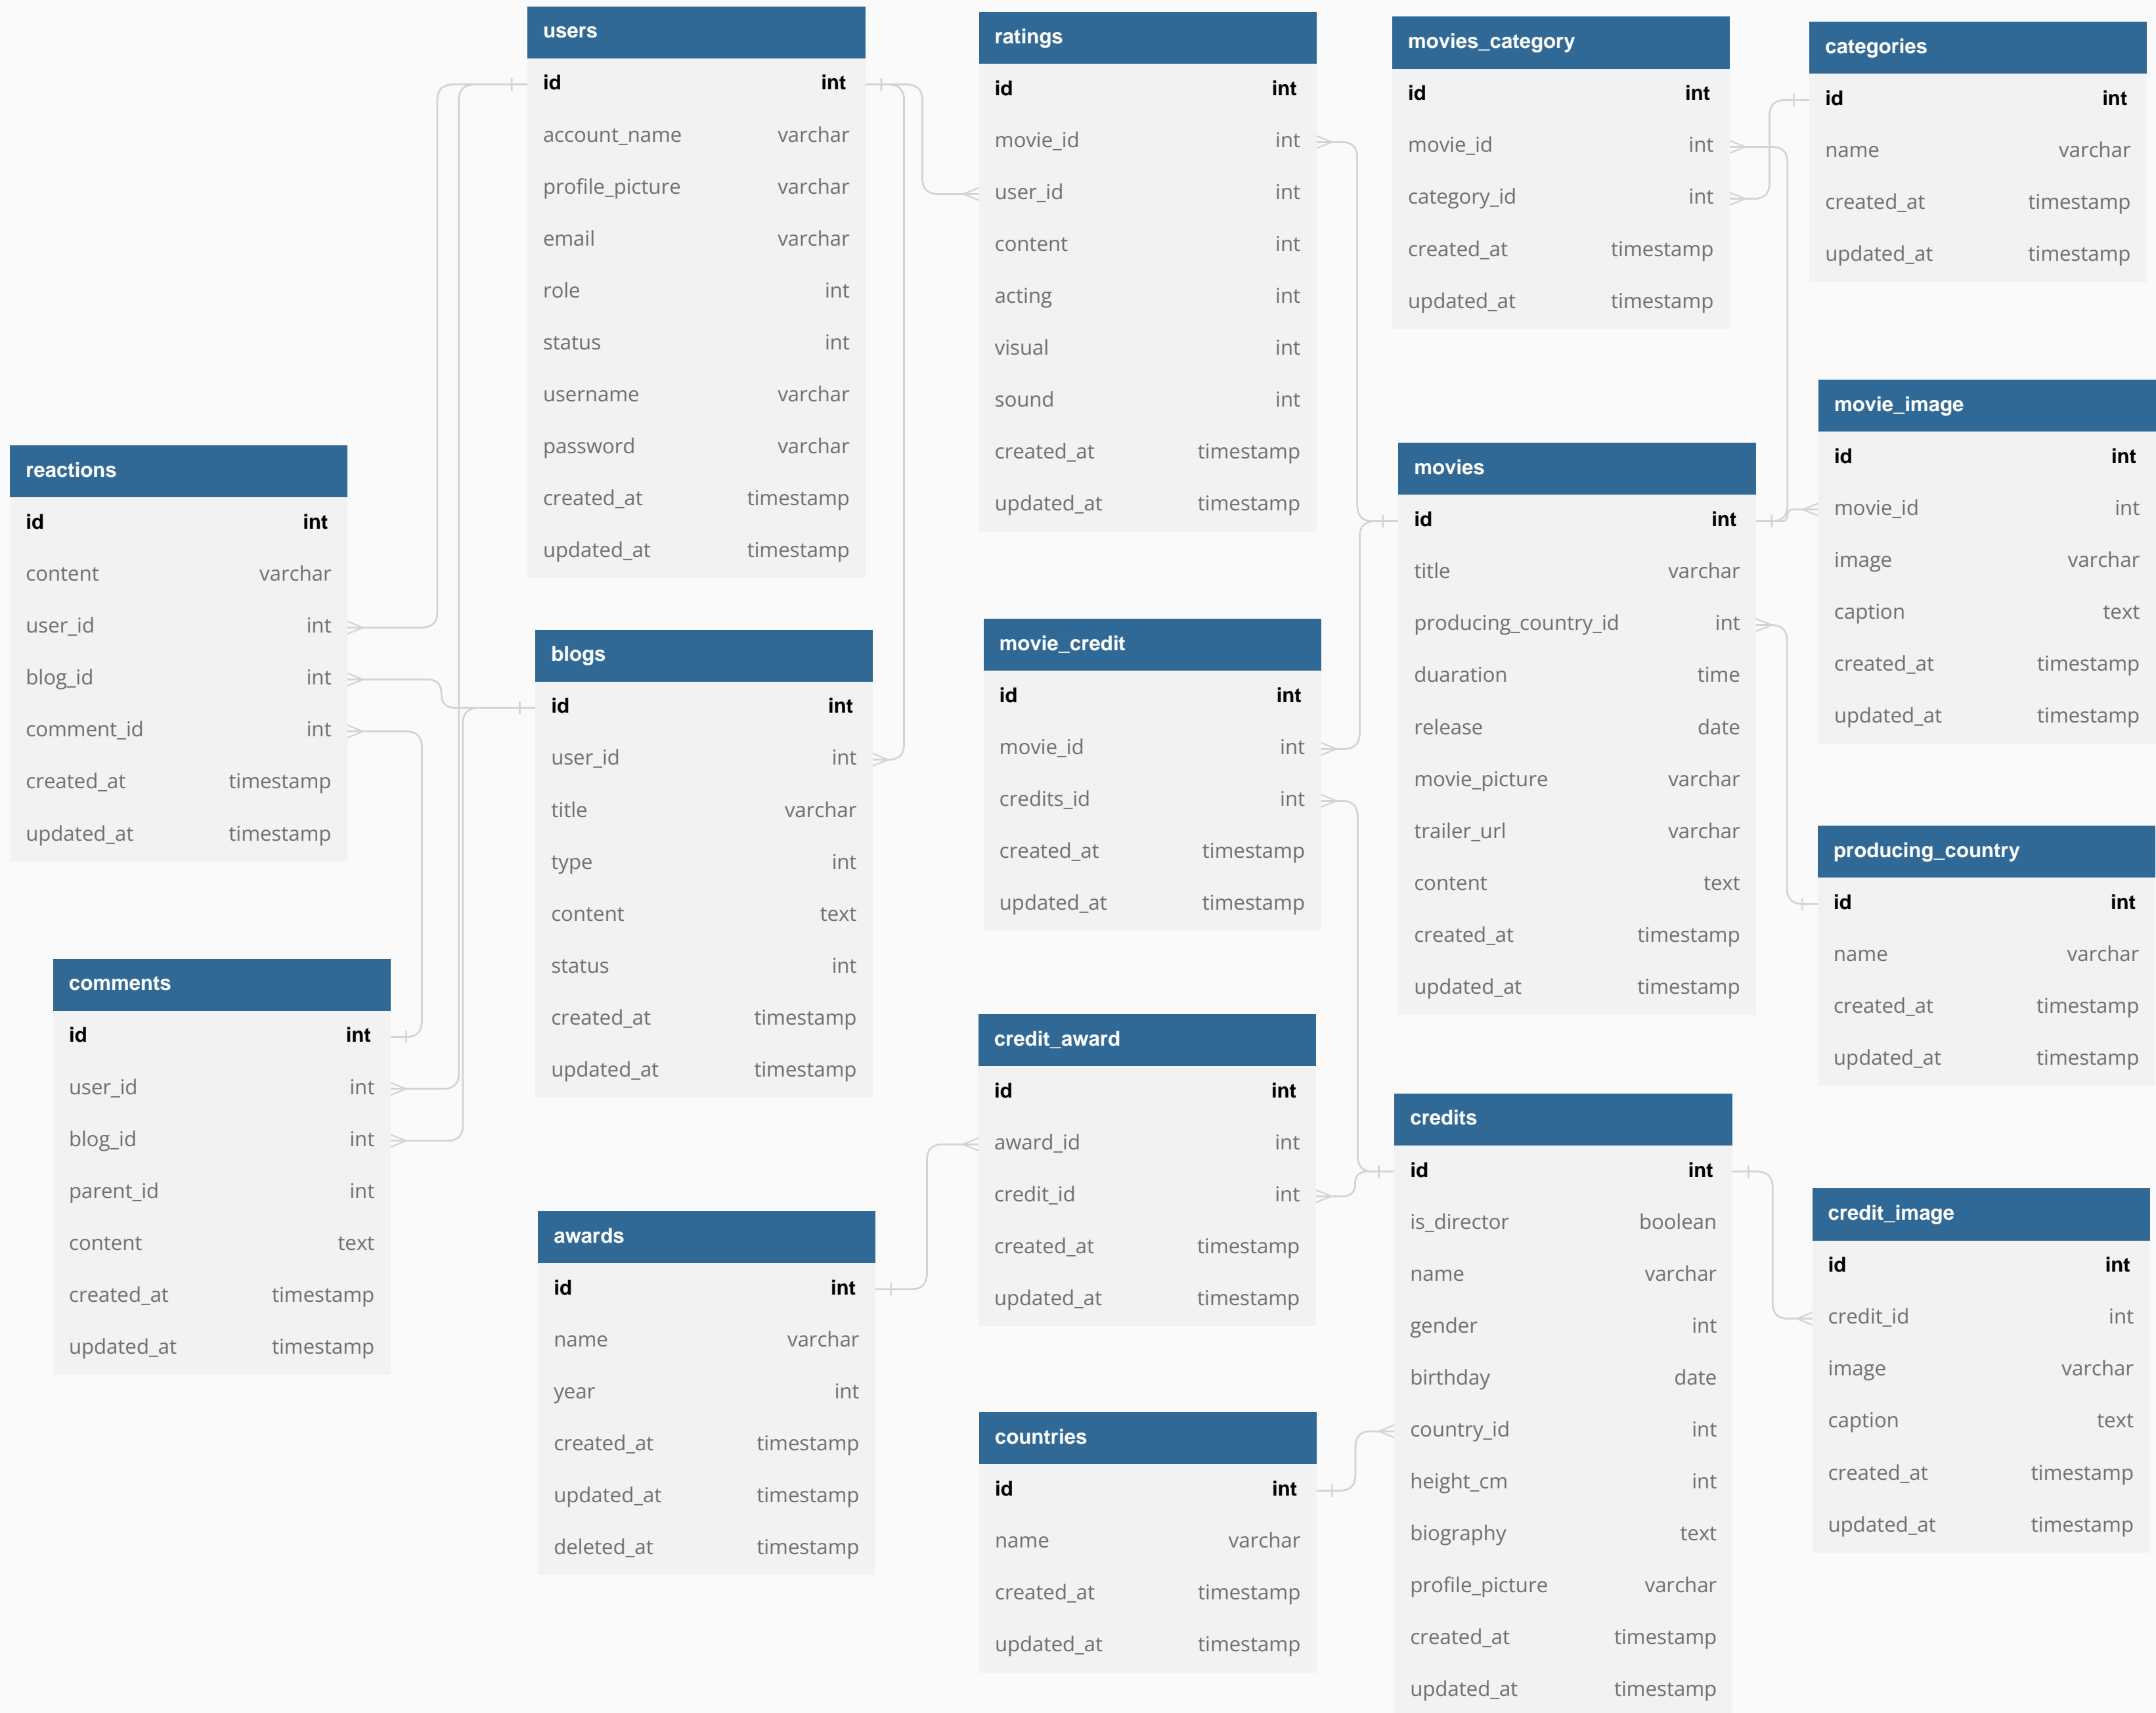 users
id int
account_name varchar
profile_picture varchar
email varchar
role int
status int
username varchar
password varchar
created_at timestamp
updated_at timestamp
ratings
id int
movie_id int
user_id int
content int
acting int
visual int
sound int
created_at timestamp
updated_at timestamp
movies_category
id int
movie_id int
category_id int
created_at timestamp
updated_at timestamp
categories
id int
name varchar
created_at timestamp
updated_at timestamp
reactions
id int
content varchar
user_id int
blog_id int
comment_id int
created_at timestamp
updated_at timestamp
blogs
id int
user_id int
title varchar
type int
content text
status int
created_at timestamp
updated_at timestamp
movie_credit
id int
movie_id int
credits_id int
created_at timestamp
updated_at timestamp
movies
id int
title varchar
producing_country_id int
duaration time
release date
movie_picture varchar
trailer_url varchar
content text
created_at timestamp
updated_at timestamp
movie_image
id int
movie_id int
image varchar
caption text
created_at timestamp
updated_at timestamp
producing_country
id int
name varchar
created_at timestamp
updated_at timestamp
comments
id int
user_id int
blog_id int
parent_id int
content text
created_at timestamp
updated_at timestamp
awards
id int
name varchar
year int
created_at timestamp
updated_at timestamp
deleted_at timestamp
credit_award
id int
award_id int
credit_id int
created_at timestamp
updated_at timestamp
countries
id int
name varchar
created_at timestamp
updated_at timestamp
credits
id int
is_director boolean
name varchar
gender int
birthday date
country_id int
height_cm int
biography text
profile_picture varchar
created_at timestamp
updated_at timestamp
credit_image
id int
credit_id int
image varchar
caption text
created_at timestamp
updated_at timestamp